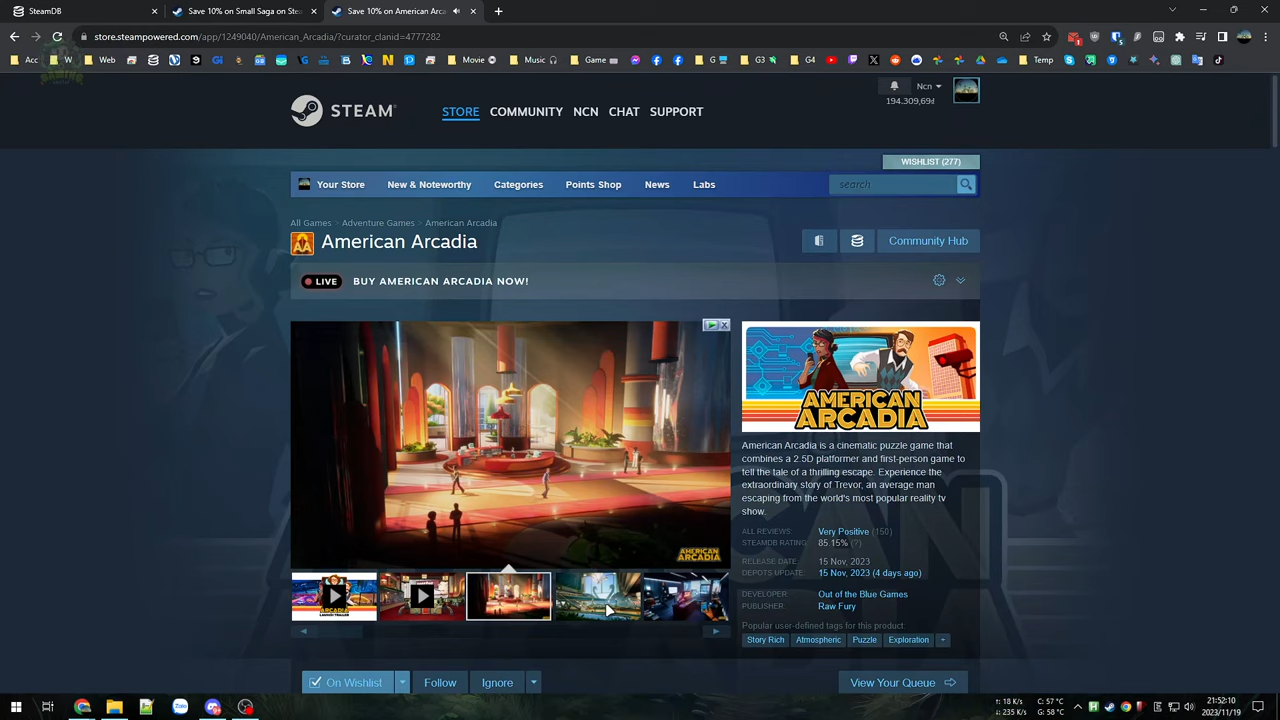 SteamDB
Save 10% on Small Saga on Ste
Save 10% on American Arca
store.steampowered.com/app/1249040/American_Arcadia/?curator_clanid=4777282
Acc
Web
Movie
Music
Game
G2
G3
G4
Temp
GAMING
STEAM
STORE COMMUNITY NCN CHAT SUPPORT
Ncn
194.309,69₫
WISHLIST (277)
Your Store New & Noteworthy Categories Points Shop News Labs
search
All Games > Adventure Games > American Arcadia
American Arcadia
Community Hub
LIVE BUY AMERICAN ARCADIA NOW!
AMERICAN
ARCADIA
American Arcadia is a cinematic puzzle game that
combines a 2.5D platformer and first-person game to
tell the tale of a thrilling escape. Experience the
extraordinary story of Trevor, an average man
escaping from the world's most popular reality tv
show.
ALL REVIEWS: Very Positive (150)
STEAMDB RATING: 85.15% (?)
RELEASE DATE: 15 Nov, 2023
DEPOTS UPDATE: 15 Nov, 2023 (4 days ago)
DEVELOPER: Out of the Blue Games
PUBLISHER: Raw Fury
Popular user-defined tags for this product:
Story Rich Atmospheric Puzzle Exploration +
AMERICAN
ARCADIA
ARCADIA
LAUNCH TRAILER
On Wishlist Follow Ignore View Your Queue
t: 18 K/s C: 57 °C
↓: 235 K/s G: 58 °C
21:52:10
2023/11/19